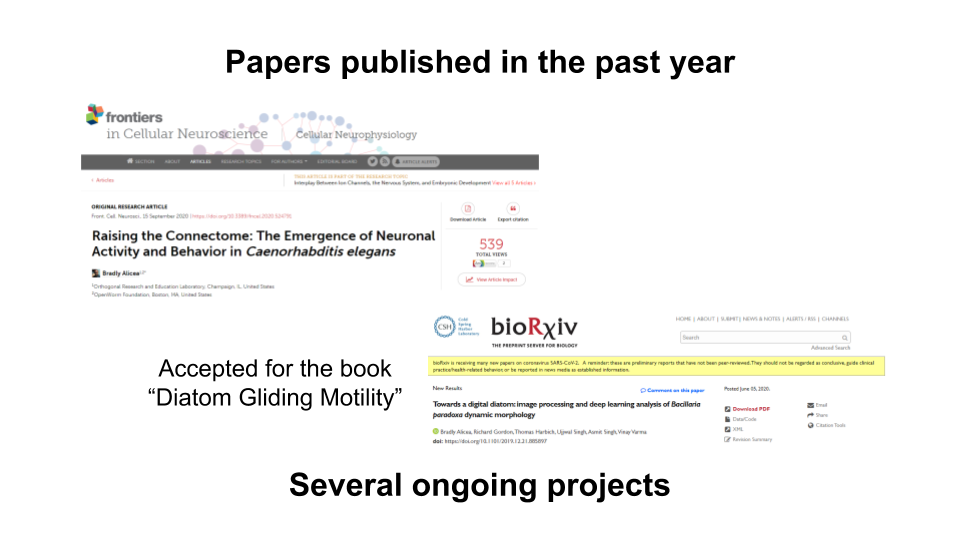 Papers published in the past year
frontiers
in Cellular Neuroscience
Cellular Neurophysiology
SECTION ABOUT ARTICLES RESEARCH TOPICS FOR AUTHORS EDITORIAL BOARD ARTICLE ALERTS
< Articles
THIS ARTICLE IS PART OF THE RESEARCH TOPIC
Interplay Between Ion Channels, the Nervous System, and Embryonic Development View all 5 Articles >
ORIGINAL RESEARCH ARTICLE
Front. Cell. Neurosci., 15 September 2020 | https://doi.org/10.3389/fncel.2020.524791
Download Article Export citation
Raising the Connectome: The Emergence of Neuronal
Activity and Behavior in Caenorhabditis elegans
539
TOTAL VIEWS
View Article Impact
Bradly Alicea
¹Orthogonal Research and Education Laboratory, Champaign, IL, United States
²OpenWorm Foundation, Boston, MA, United States
CSH
Cold
Spring
Harbor
Laboratory
bioRxiv
THE PREPRINT SERVER FOR BIOLOGY
HOME | ABOUT | SUBMIT | NEWS & NOTES | ALERTS / RSS | CHANNELS
Search
Advanced Search
bioRxiv is receiving many new papers on coronavirus SARS-CoV-2. A reminder: these are preliminary reports that have not been peer-reviewed. They should not be regarded as conclusive, guide clinical
practice/health-related behavior, or be reported in news media as established information.
Accepted for the book
“Diatom Gliding Motility”
New Results
Comment on this paper
Towards a digital diatom: image processing and deep learning analysis of Bacillaria
paradoxa dynamic morphology
Bradly Alicea, Richard Gordon, Thomas Harbich, Ujjwal Singh, Asmit Singh, Vinay Varma
doi: https://doi.org/10.1101/2019.12.21.885897
Posted June 05, 2020.
Download PDF
Data/Code
XML
Revision Summary
Email
Share
Citation Tools
Several ongoing projects